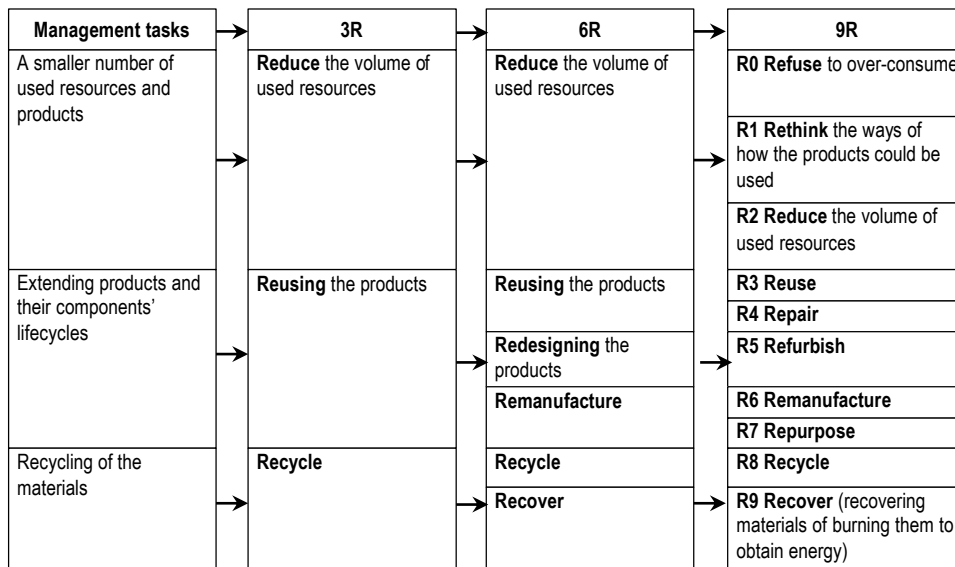 Management tasks
3R
6R
9R
A smaller number of
used resources and
products
Reduce the volume of
used resources
Reduce the volume of
used resources
R0 Refuse to over-consume
R1 Rethink the ways of
how the products could be
used
R2 Reduce the volume of
used resources
Extending products and
their components'
lifecycles
Reusing the products
Reusing the products
Redesigning the
products
Remanufacture
R3 Reuse
R4 Repair
R5 Refurbish
R6 Remanufacture
R7 Repurpose
Recycling of the
materials
Recycle
Recycle
Recover
R8 Recycle
R9 Recover (recovering
materials of burning them to
obtain energy)